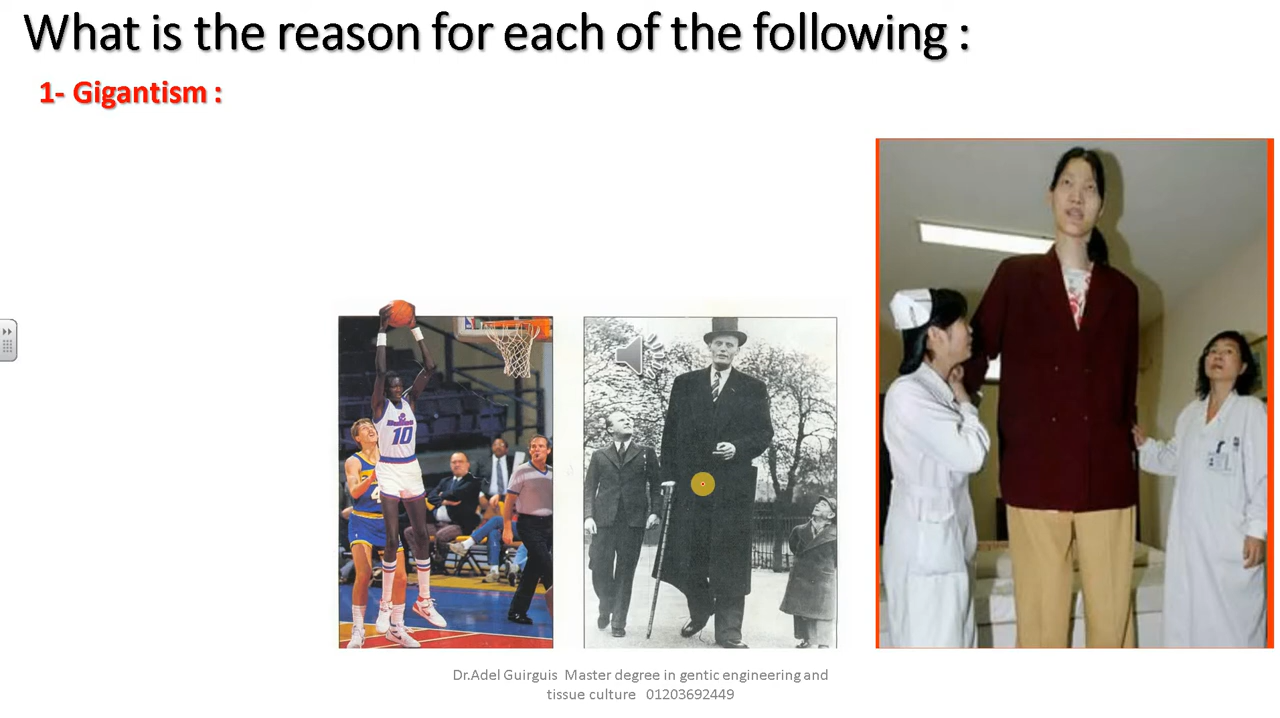 What is the reason for each of the following :
1- Gigantism :
10
Dr.Adel Guirguis  Master degree in gentic engineering and
tissue culture   01203692449